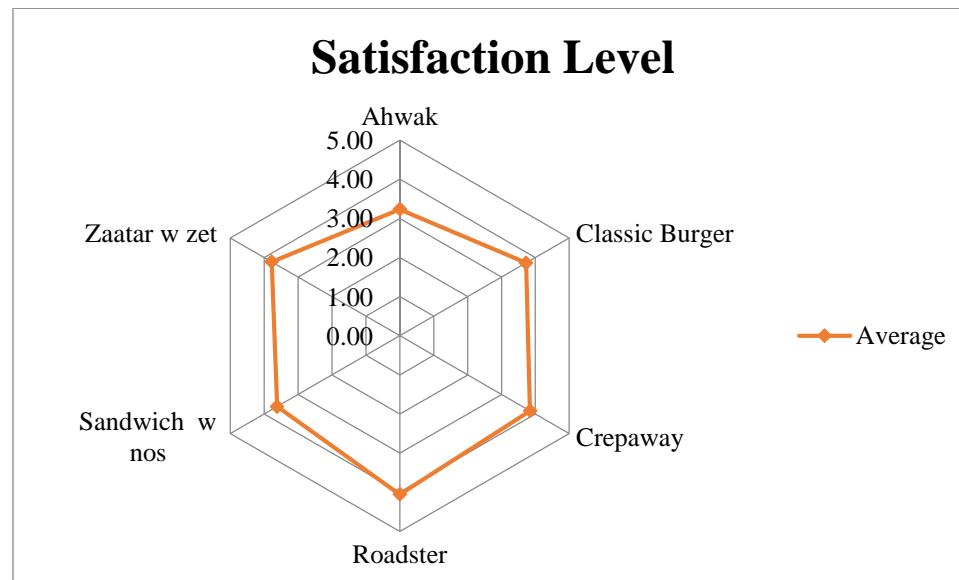 Satisfaction Level
Ahwak
5.00
4.00
3.00
2.00
1.00
0.00
Zaatar w zet
Classic Burger
Average
Sandwich w
nos
Crepaway
Roadster